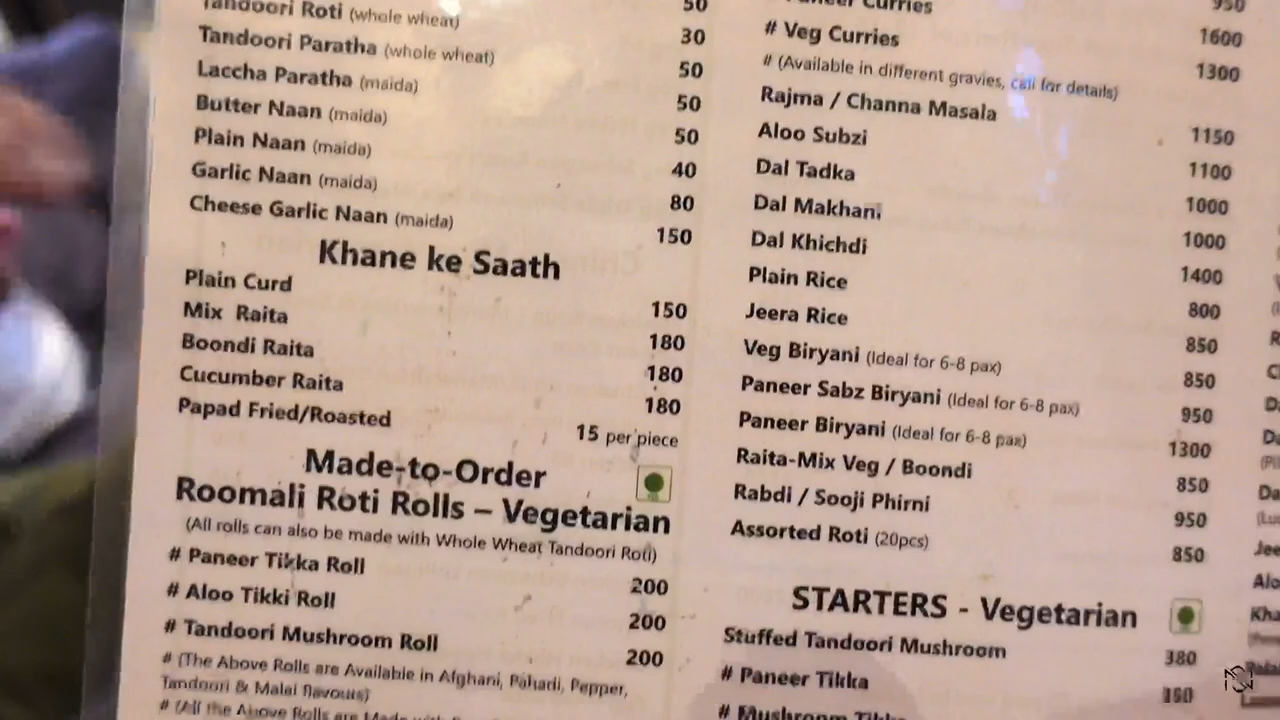 50
Tandoori Roti (whole wheat) 30
Tandoori Paratha (whole wheat) 50
Laccha Paratha (maida) 50
Butter Naan (maida) 50
Plain Naan (maida) 40
Garlic Naan (maida) 80
Cheese Garlic Naan (maida) 150
Khane ke Saath
Plain Curd 150
Mix Raita 180
Boondi Raita 180
Cucumber Raita 180
Papad Fried/Roasted 15 per piece
Made-to-Order
Roomali Roti Rolls – Vegetarian
(All rolls can also be made with Whole Wheat Tandoori Roti)
# Paneer Tikka Roll 200
# Aloo Tikki Roll 200
# Tandoori Mushroom Roll 200
# (The Above Rolls are Available in Afghani, Pahadi, Pepper,
Tandoori & Malai flavours)
# (All the Above Rolls are Made with
950
Curries 1600
# Veg Curries 1300
# (Available in different gravies, call for details)
Rajma / Channa Masala 1150
Aloo Subzi 1100
Dal Tadka 1000
Dal Makhani 1000
Dal Khichdi 1400
Plain Rice 800
Jeera Rice 850
Veg Biryani (Ideal for 6-8 pax) 850
Paneer Sabz Biryani (Ideal for 6-8 pax) 950
Paneer Biryani (Ideal for 6-8 pax) 1300
Raita-Mix Veg / Boondi 850
Rabdi / Sooji Phirni 950
Assorted Roti (20pcs) 850
STARTERS - Vegetarian
Stuffed Tandoori Mushroom 380
# Paneer Tikka
# Mushroom